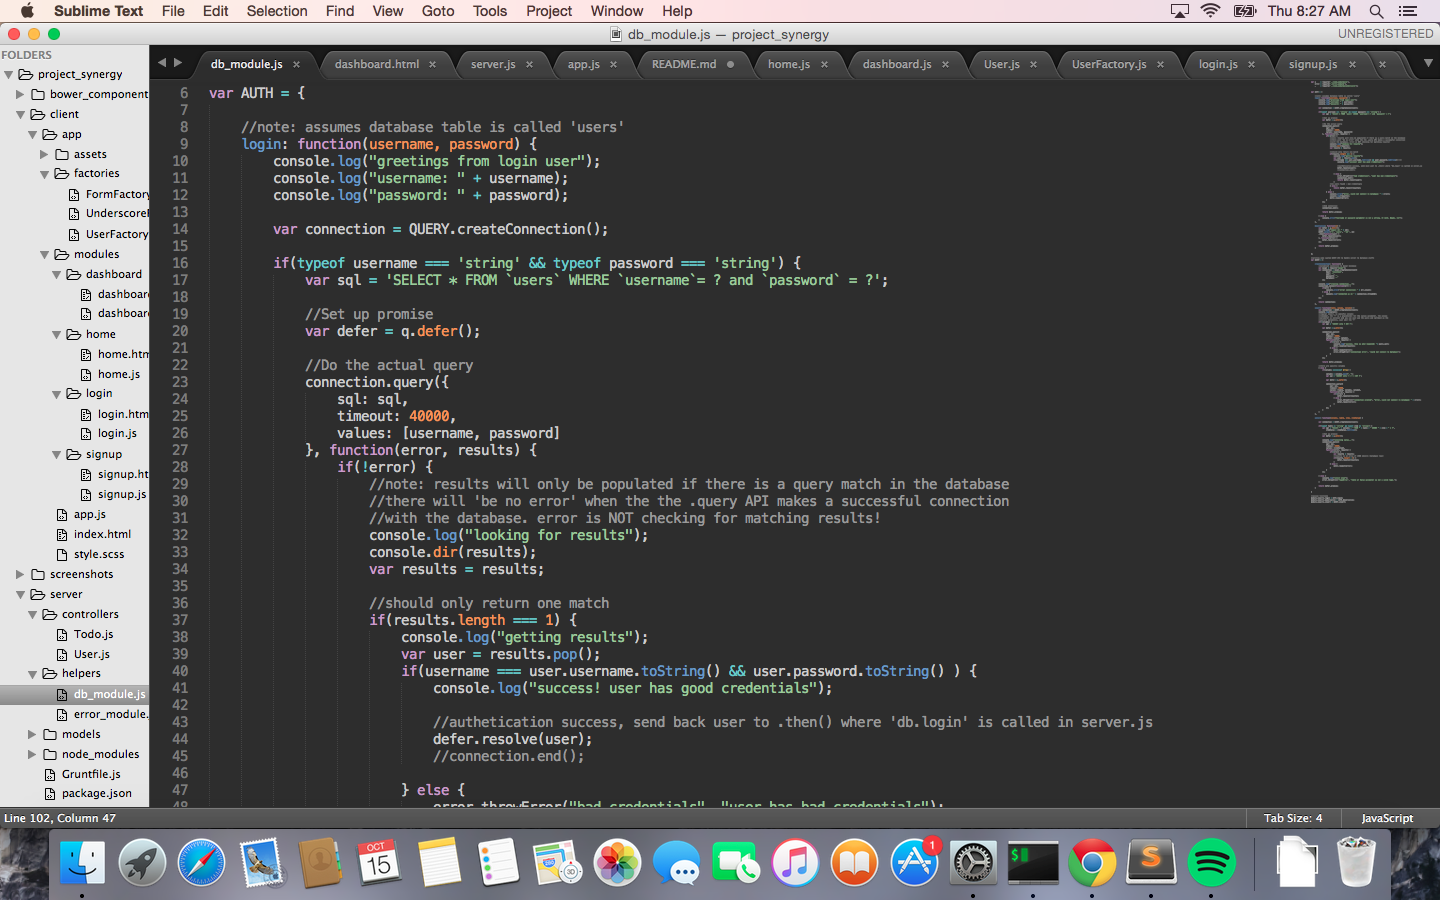 Sublime Text File Edit Selection Find View Goto Tools Project Window Help Thu 8:27 AM
db_module.js — project_synergy UNREGISTERED
FOLDERS
project_synergy
bower_component
client
app
assets
factories
FormFactory
Underscore
UserFactory
modules
dashboard
dashboar
dashboar
home
home.htm
home.js
login
login.htm
login.js
signup
signup.ht
signup.js
app.js
index.html
style.scss
screenshots
server
controllers
Todo.js
User.js
helpers
db_module.js
error_module.
models
node_modules
Gruntfile.js
package.json
db_module.js dashboard.html server.js app.js README.md home.js dashboard.js User.js UserFactory.js login.js signup.js
6 var AUTH = {
7
8 //note: assumes database table is called 'users'
9 login: function(username, password) {
10 console.log("greetings from login user");
11 console.log("username: " + username);
12 console.log("password: " + password);
13
14 var connection = QUERY.createConnection();
15
16 if(typeof username === 'string' && typeof password === 'string') {
17 var sql = 'SELECT * FROM `users` WHERE `username`= ? and `password` = ?';
18
19 //Set up promise
20 var defer = q.defer();
21
22 //Do the actual query
23 connection.query({
24 sql: sql,
25 timeout: 40000,
26 values: [username, password]
27 }, function(error, results) {
28 if(!error) {
29 //note: results will only be populated if there is a query match in the database
30 //there will 'be no error' when the the .query API makes a successful connection
31 //with the database. error is NOT checking for matching results!
32 console.log("looking for results");
33 console.dir(results);
34 var results = results;
35
36 //should only return one match
37 if(results.length === 1) {
38 console.log("getting results");
39 var user = results.pop();
40 if(username === user.username.toString() && user.password.toString() ) {
41 console.log("success! user has good credentials");
42
43 //authetication success, send back user to .then() where 'db.login' is called in server.js
44 defer.resolve(user);
45 //connection.end();
46
47 } else {
48 error.throwError("bad credentials", "user has bad credentials");
Line 102, Column 47 Tab Size: 4 JavaScript
OCT
15
3D
1
$
S